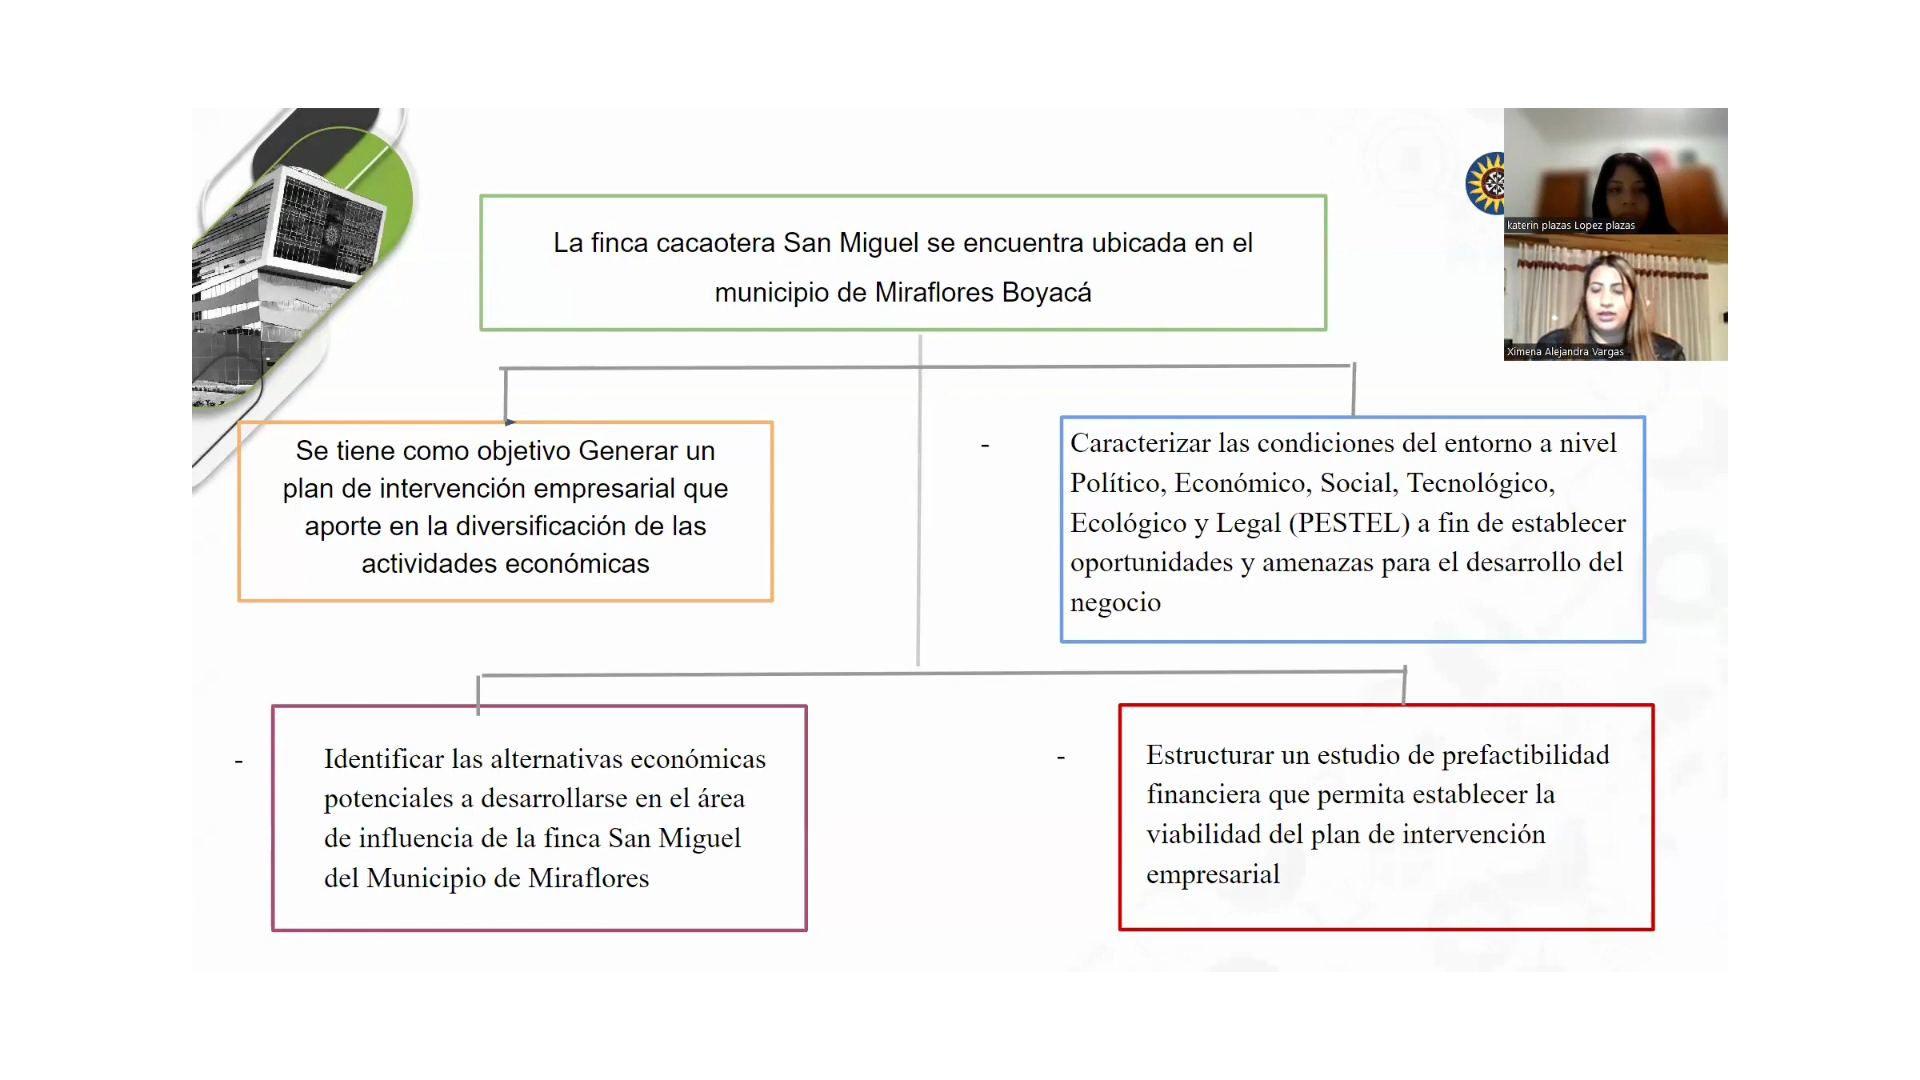 La finca cacaotera San Miguel se encuentra ubicada en el
municipio de Miraflores Boyacá
katerin plazas Lopez plazas
Ximena Alejandra Vargas
Se tiene como objetivo Generar un
plan de intervención empresarial que
aporte en la diversificación de las
actividades económicas
- Caracterizar las condiciones del entorno a nivel
Político, Económico, Social, Tecnológico,
Ecológico y Legal (PESTEL) a fin de establecer
oportunidades y amenazas para el desarrollo del
negocio
- Identificar las alternativas económicas
potenciales a desarrollarse en el área
de influencia de la finca San Miguel
del Municipio de Miraflores
- Estructurar un estudio de prefactibilidad
financiera que permita establecer la
viabilidad del plan de intervención
empresarial